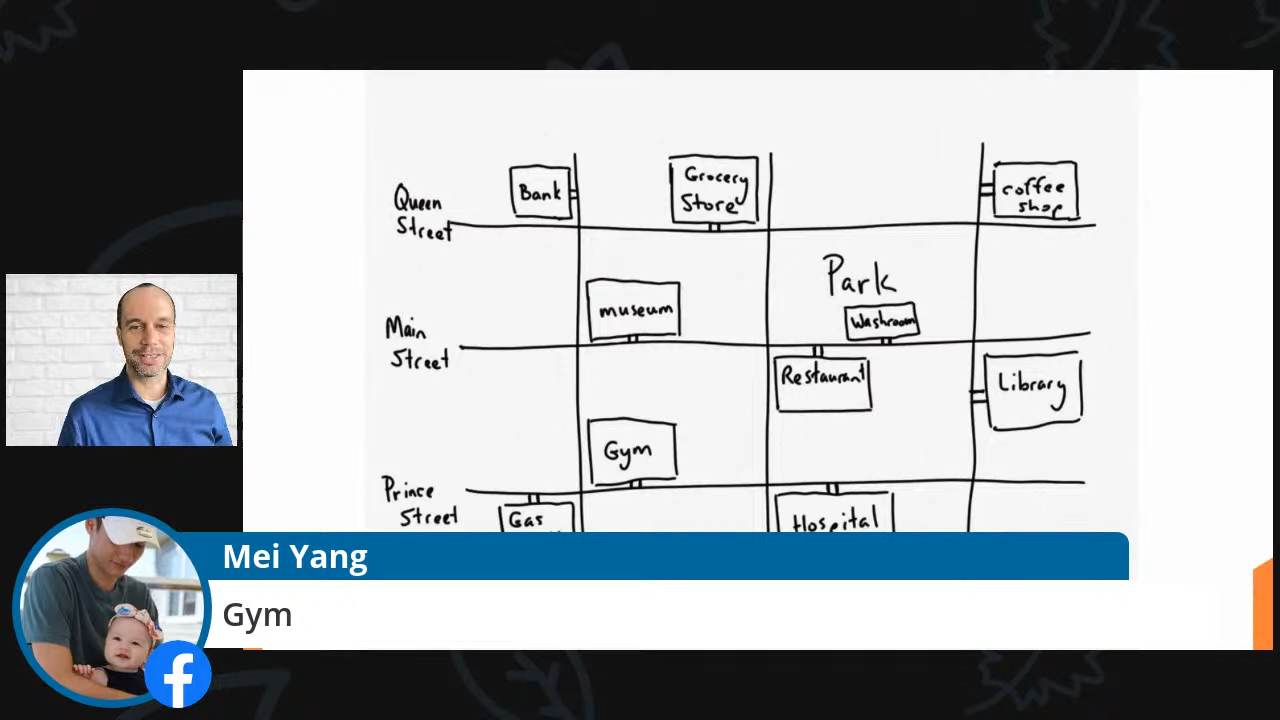 Bank
Grocery
Store
coffee
shop
Queen
Street
Park
museum
Washroom
Main
Street
Restaurant
Library
Gym
Prince
Street
Gas
Hospital
Mei Yang
Gym